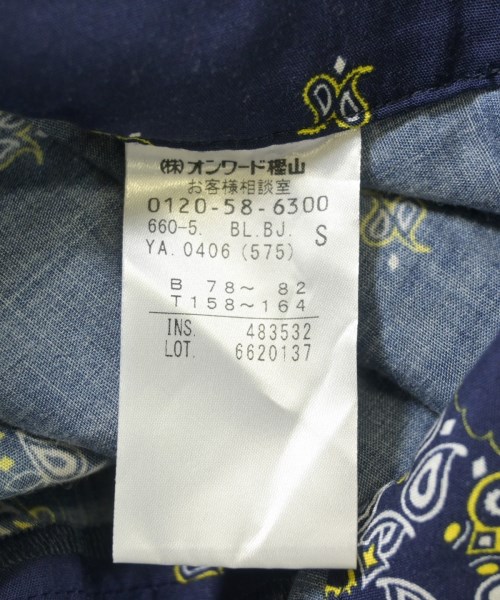 (株)オンワード樫山
お客様相談室
0120-58-6300
660-5. BL.BJ. S
YA.0406 (575)
B 78〜 82
T 158〜164
INS. 483532
LOT. 6620137